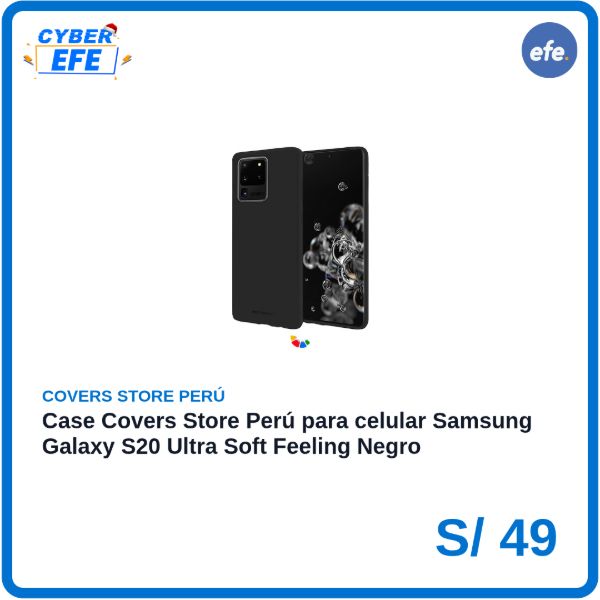 CYBER
EFE
efe.
COVERS STORE PERÚ
Case Covers Store Perú para celular Samsung
Galaxy S20 Ultra Soft Feeling Negro
S/ 49